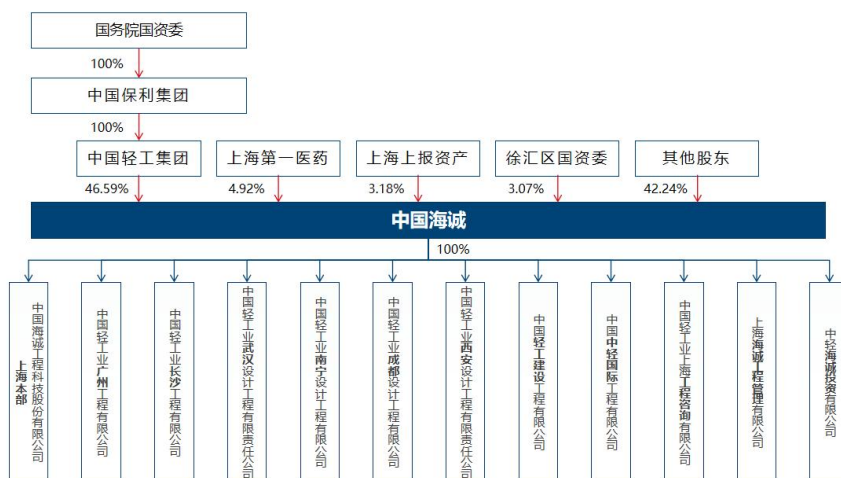 国务院国资委
100%
中国保利集团
100%
中国轻工集团
上海第一医药
上海上报资产
徐汇区国资委
其他股东
46.59%
4.92%
3.18%
3.07%
42.24%
中国海诚
100%
中国海诚工程科技股份有限公司
上海本部
中国轻工业广州工程有限公司
中国轻工业长沙工程有限公司
中国轻工业武汉设计工程有限责任公司
中国轻工业南宁设计工程有限公司
中国轻工业成都设计工程有限公司
中国轻工业西安设计工程有限责任公司
中国轻工建设工程有限公司
中国中轻国际工程有限公司
中国轻工业上海工程咨询有限公司
上海海诚工程管理有限公司
中轻海诚投资有限公司